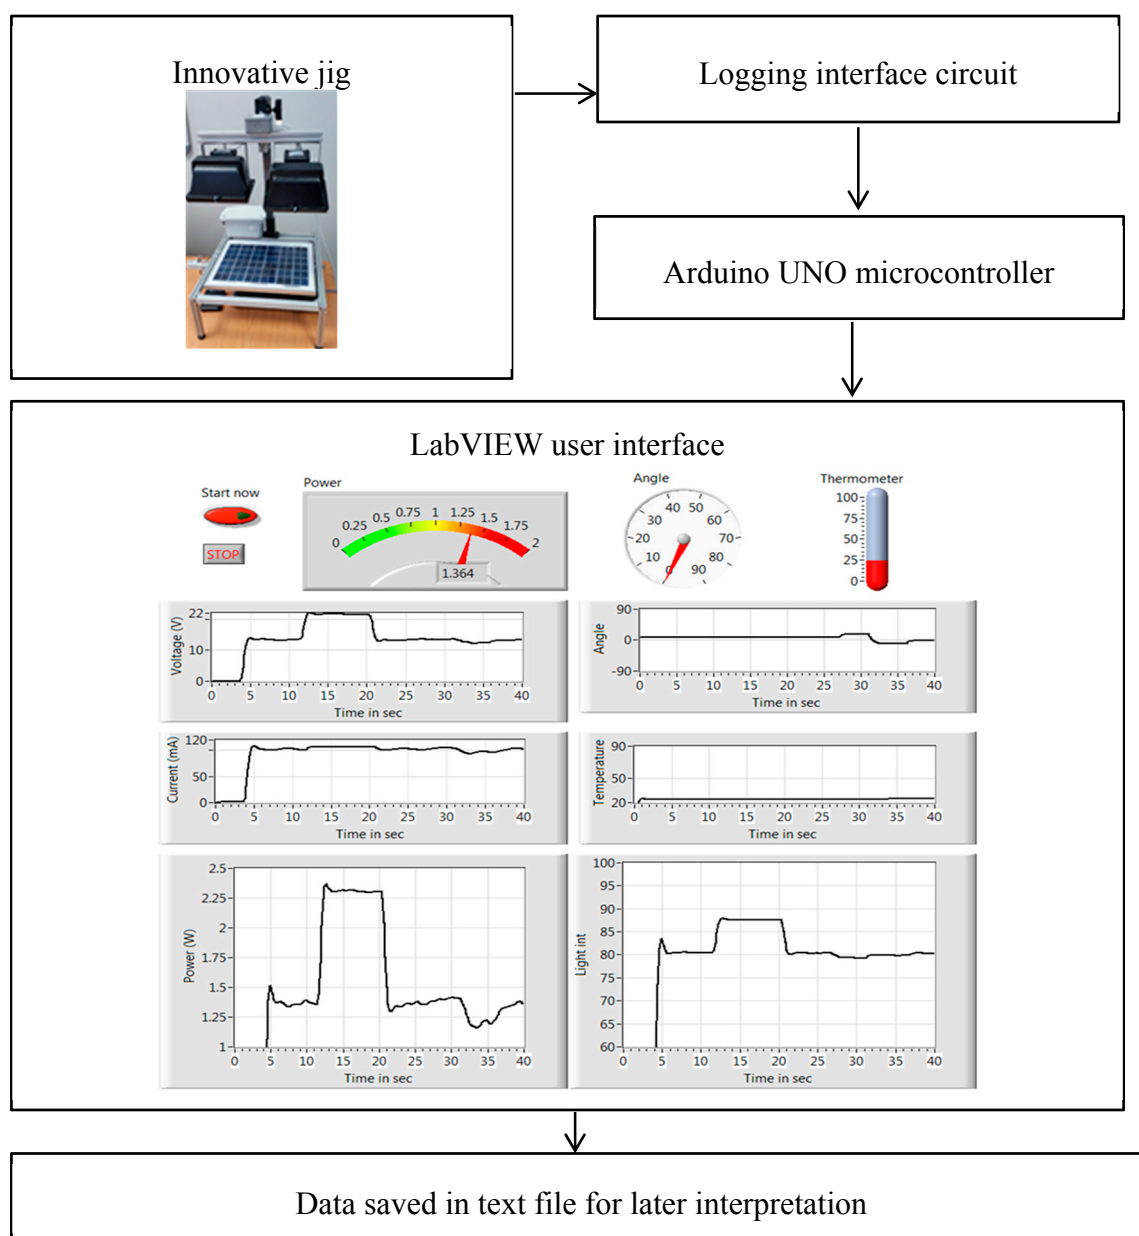 Innovative jig
Logging interface circuit
Arduino UNO microcontroller
LabVIEW user interface
Start now
STOP
Power
0 0.25 0.5 0.75 1 1.25 1.5 1.75 2
1.364
Angle
0 10 20 30 40 50 60 70 80 90
Thermometer
100
75
50
25
0
Voltage (V)
22
10
0
0 5 10 15 20 25 30 35 40
Time in sec
Angle
90
0
-90
0 5 10 15 20 25 30 35 40
Time in sec
Current (mA)
120
50
0
0 5 10 15 20 25 30 35 40
Time in sec
Temperature
90
50
20
0 5 10 15 20 25 30 35 40
Time in sec
Power (W)
2.5
2.25
2
1.75
1.5
1.25
1
0 5 10 15 20 25 30 35 40
Time in sec
Light int
100
95
90
85
80
75
70
65
60
0 5 10 15 20 25 30 35 40
Time in sec
Data saved in text file for later interpretation